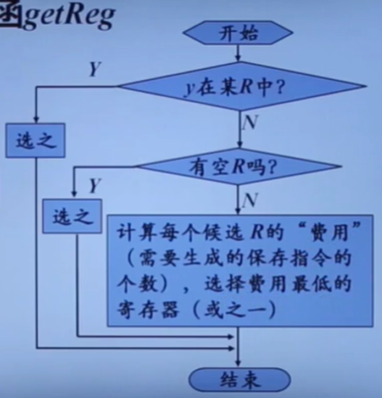 函getReg
开始
Y
y在某R中?
选之
N
有空R吗?
Y
选之
N
计算每个候选R的“费用”
(需要生成的保存指令的
个数),选择费用最低的
寄存器(或之一)
结束